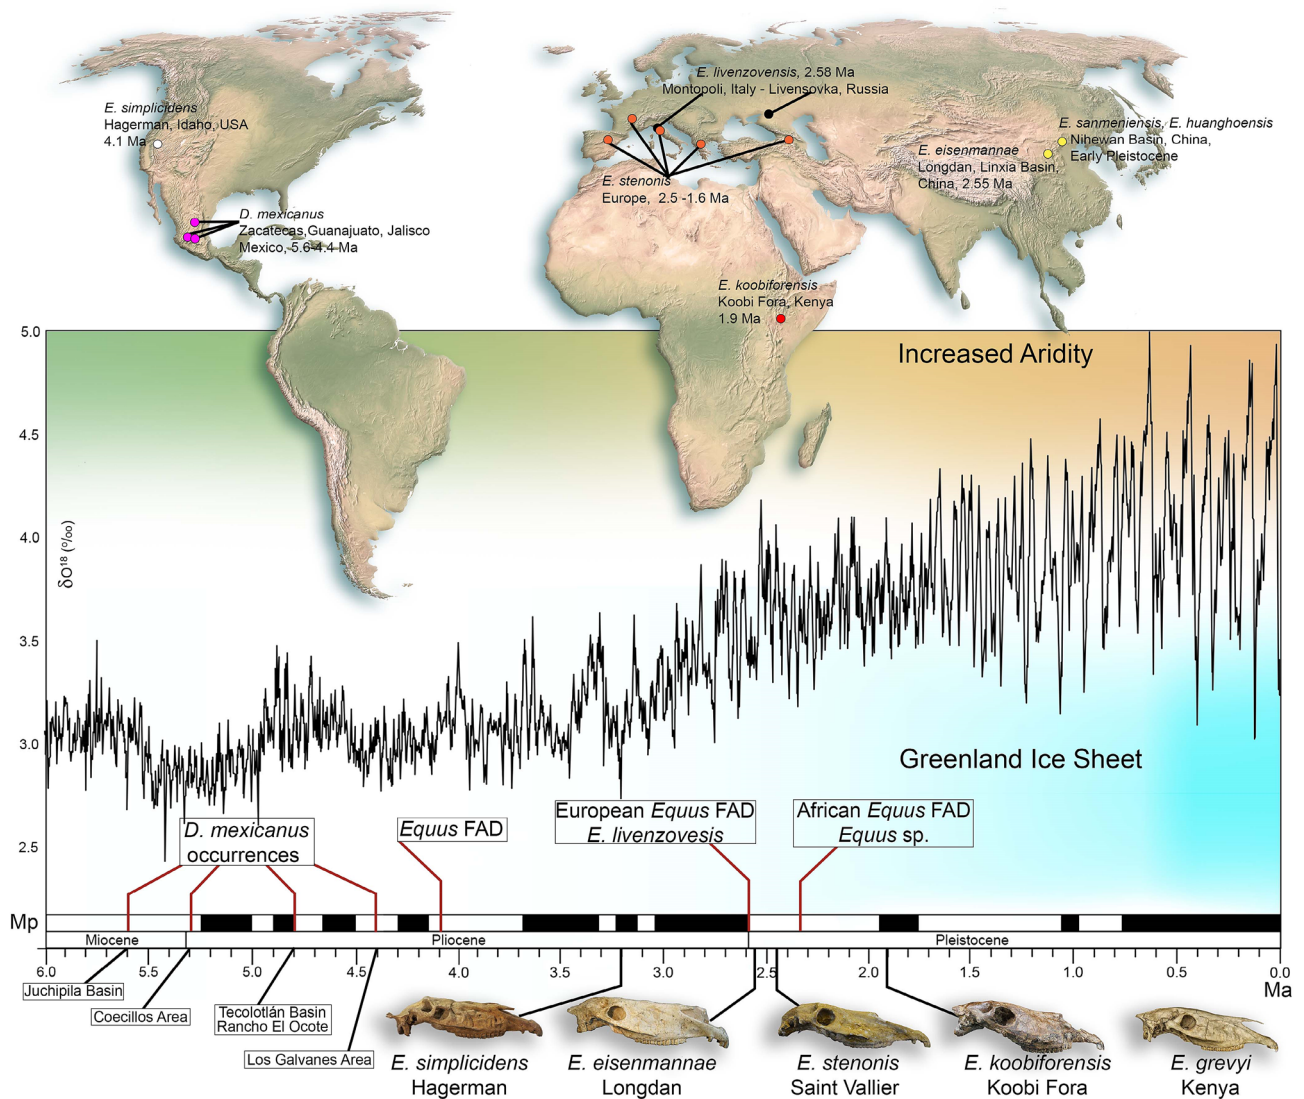 E. simplicidens
Hagerman, Idaho, USA
4.1 Ma
D. mexicanus
Zacatecas,Guanajuato, Jalisco
Mexico, 5.6-4.4 Ma
E. livenzovensis, 2.58 Ma
Montopoli, Italy - Livensovka, Russia
E. stenonis
Europe, 2.5 -1.6 Ma
E. sanmeniensis, E. huanghoensis
Nihewan Basin, China,
Early Pleistocene
E. eisenmannae
Longdan, Linxia Basin,
China, 2.55 Ma
E. koobiforensis
Koobi Fora, Kenya
1.9 Ma
Increased Aridity
Greenland Ice Sheet
5.0
4.5
4.0
3.5
3.0
2.5
δO¹⁸ (‰)
D. mexicanus
occurrences
Equus FAD
European Equus FAD
E. livenzovesis
African Equus FAD
Equus sp.
Mp
Miocene
Pliocene
Pleistocene
6.0 5.5 5.0 4.5 4.0 3.5 3.0 2.5 2.0 1.5 1.0 0.5 0.0
Ma
Juchipila Basin
Coecillos Area
Tecolotlán Basin
Rancho El Ocote
Los Galvanes Area
E. simplicidens
Hagerman
E. eisenmannae
Longdan
E. stenonis
Saint Vallier
E. koobiforensis
Koobi Fora
E. grevyi
Kenya